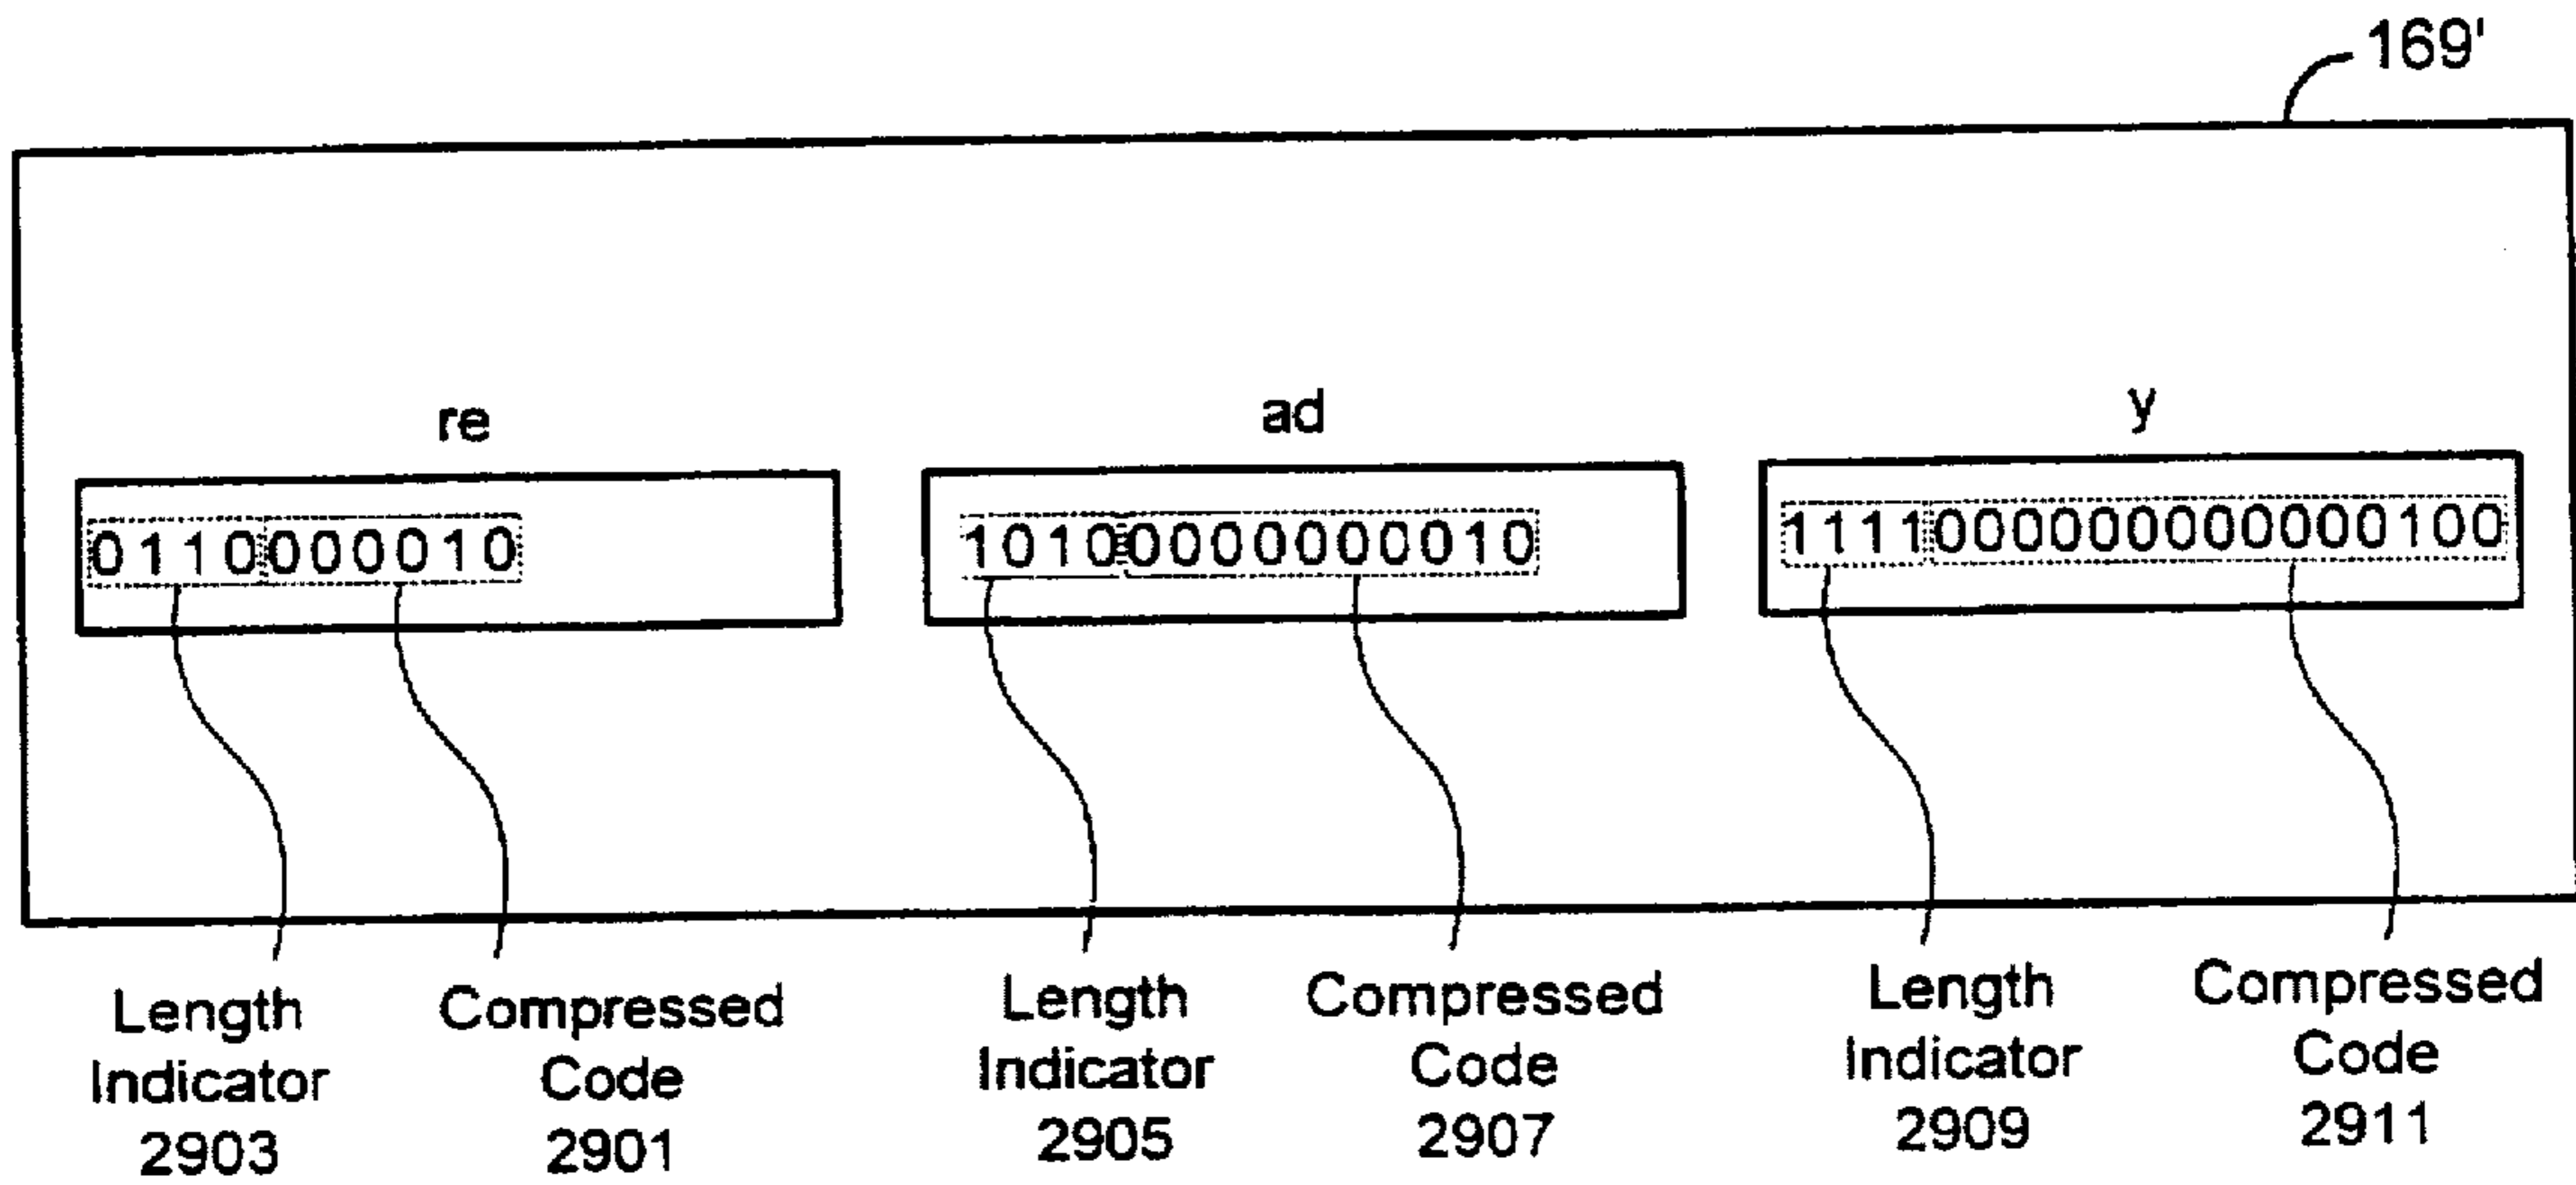 169'
re ad y
0110000010 10100000000010 1111000000000000100
Length Compressed Length Compressed Length Compressed
Indicator Code Indicator Code Indicator Code
2903 2901 2905 2907 2909 2911